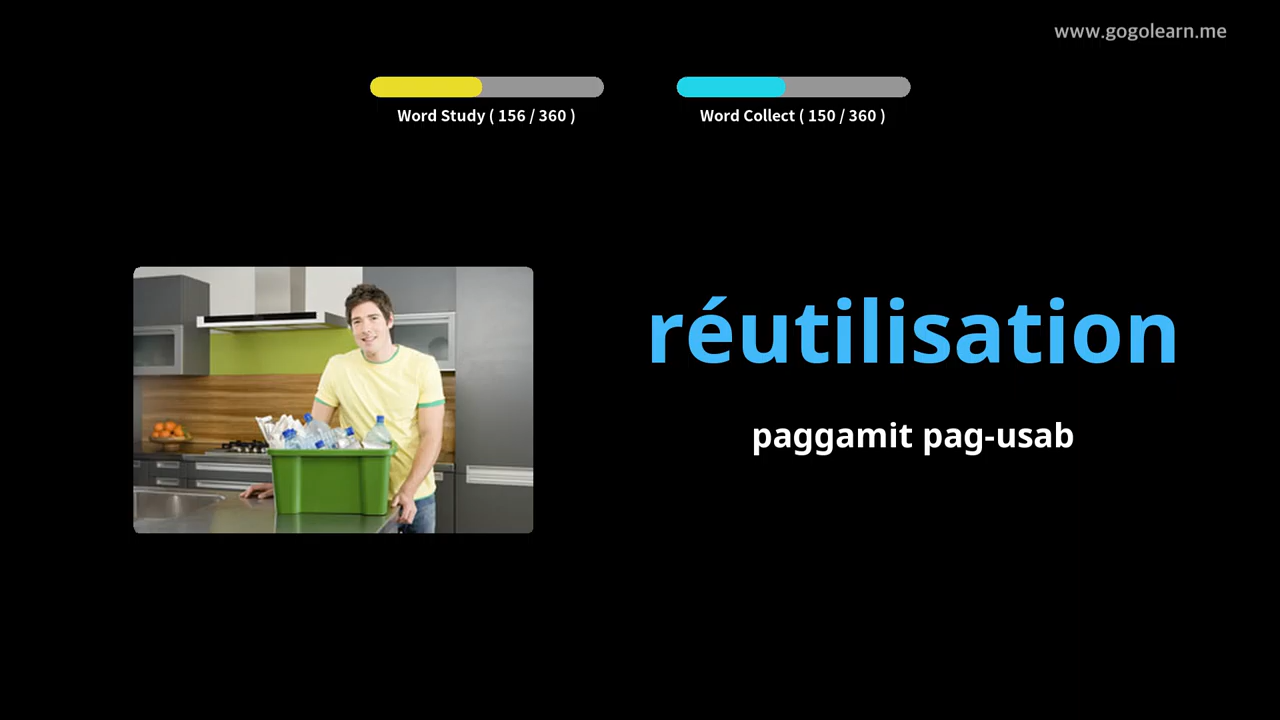 www.gogolearn.me
Word Study ( 156 / 360 )
Word Collect ( 150 / 360 )
réutilisation
paggamit pag-usab